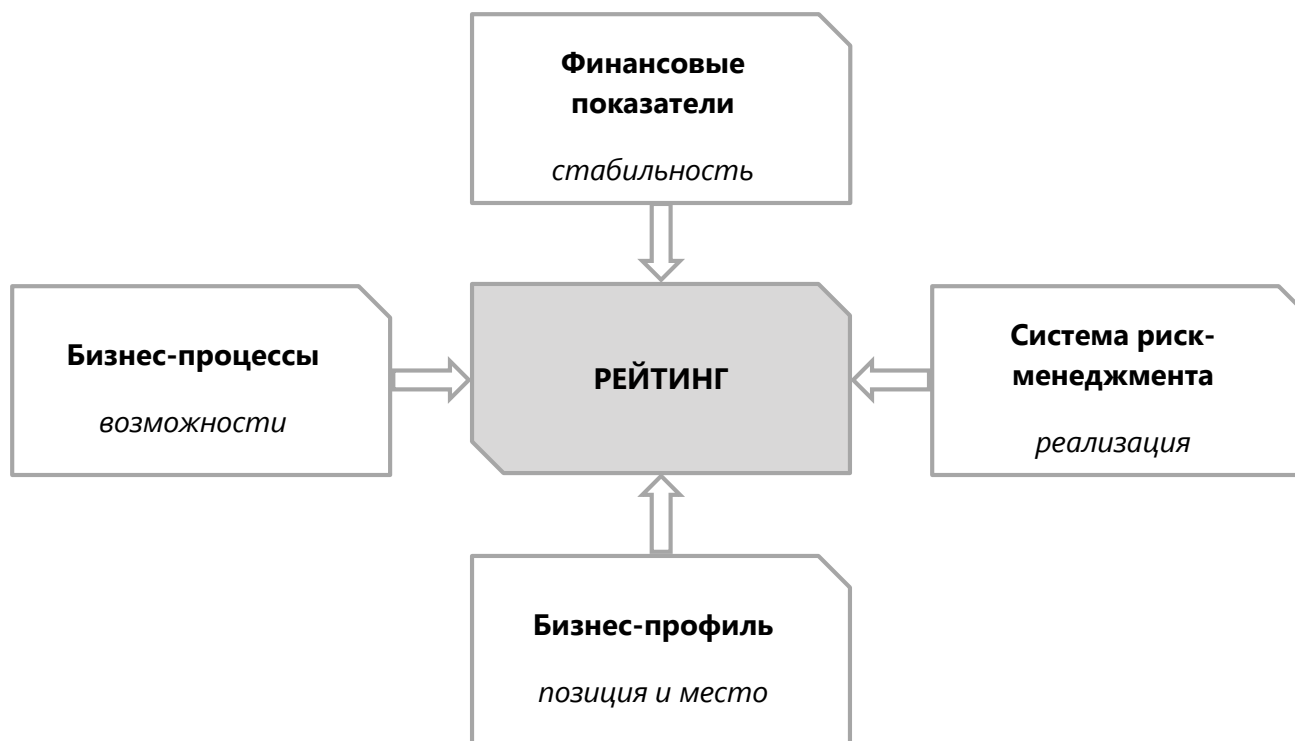 Финансовые
показатели
стабильность
Бизнес-процессы
возможности
РЕЙТИНГ
Система риск-
менеджмента
реализация
Бизнес-профиль
позиция и место